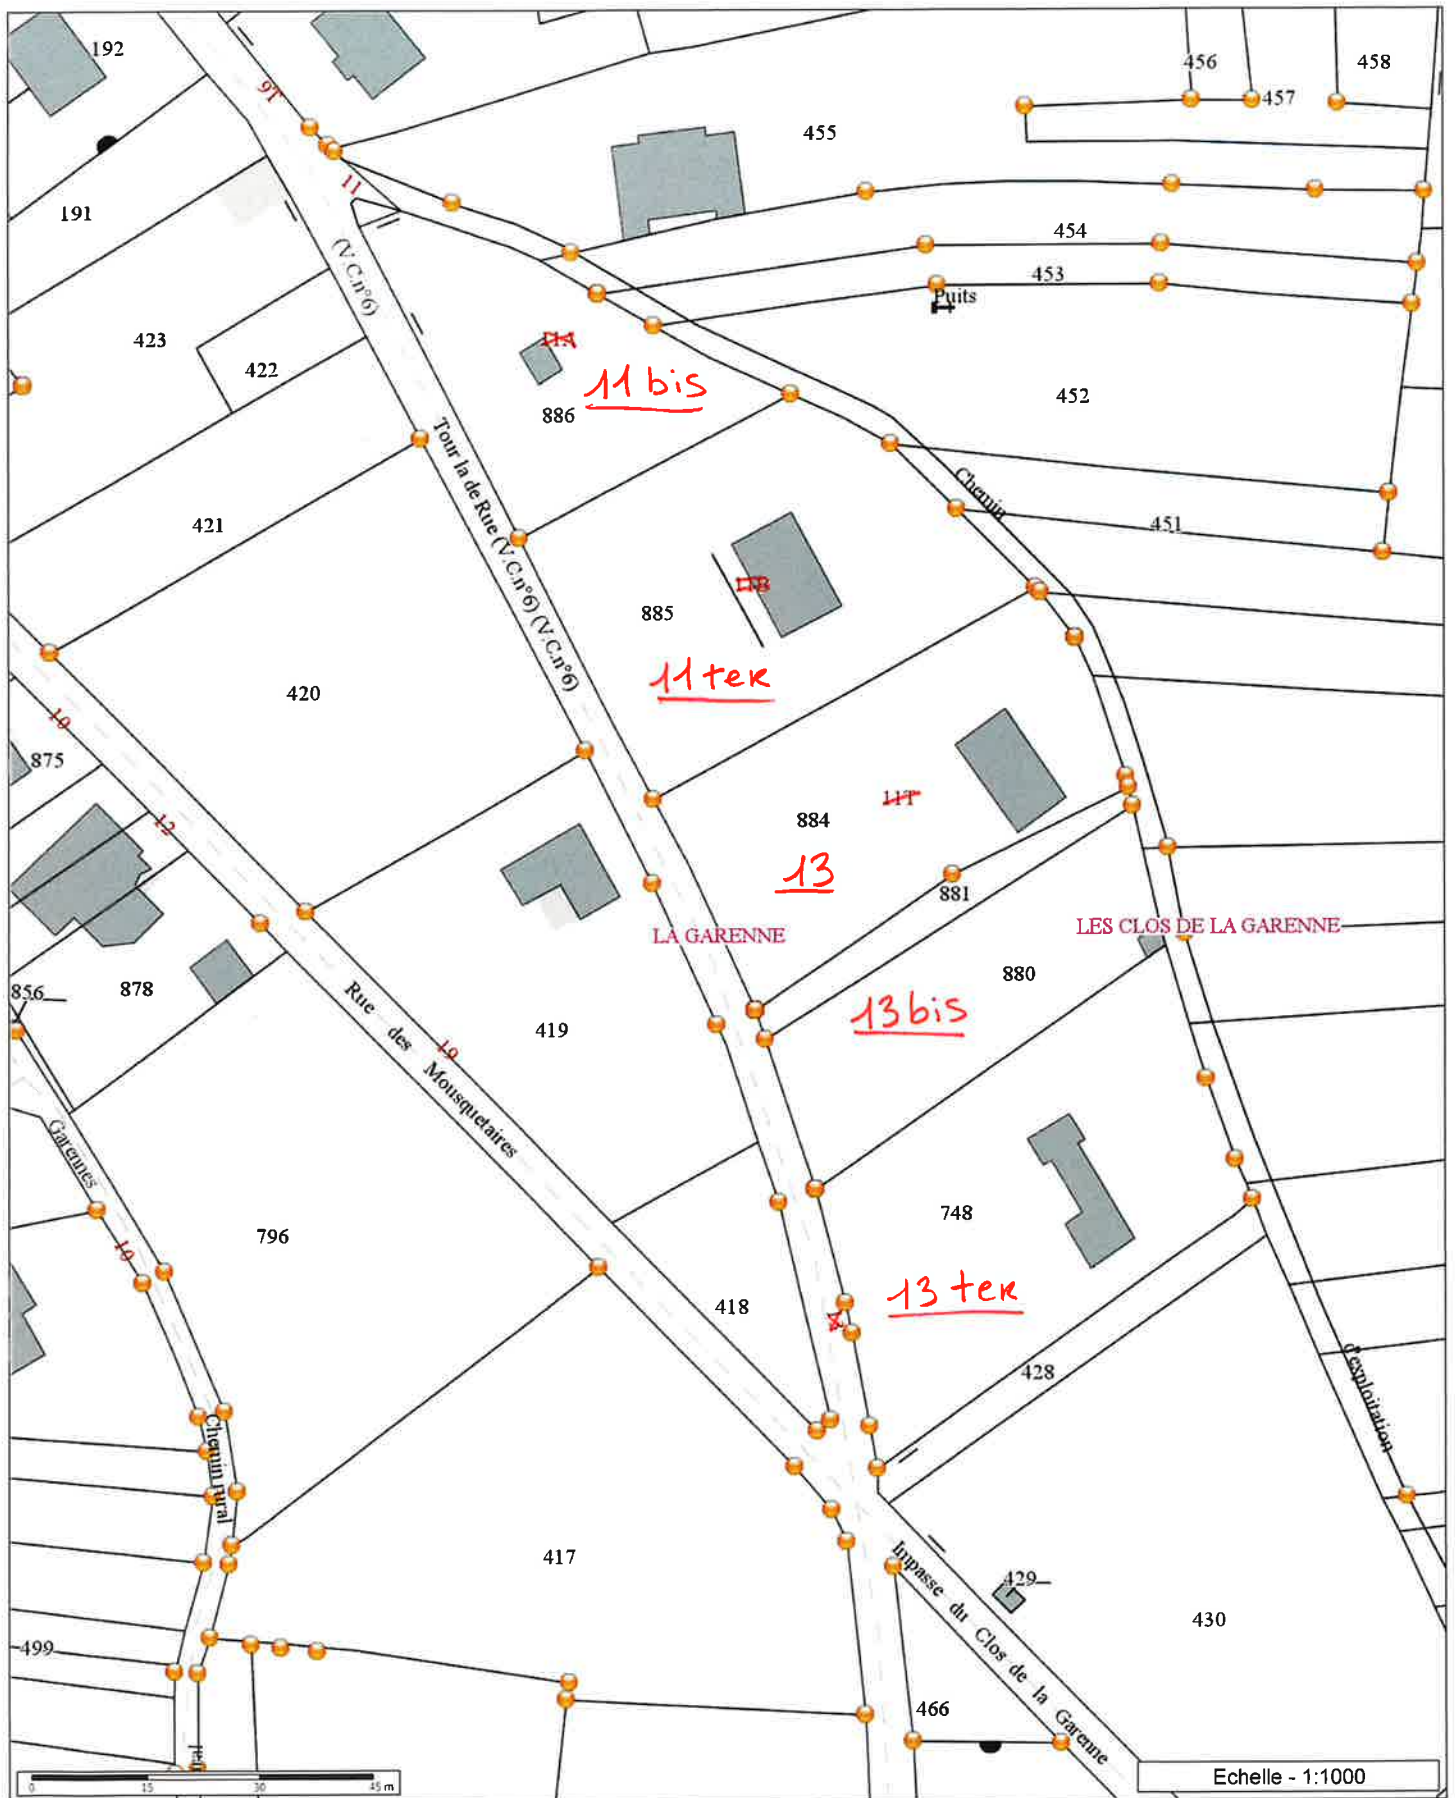 192
9T
456
458
457
455
11
191
(V.C.n°6)
454
453
Puits
423
422
11A
11 bis
886
452
Tour la de Rue (V.C.n°6) (V.C.n°6)
Chemin
421
451
11B
885
11 ter
420
10
875
12
11T
884
13
881
LA GARENNE
LES CLOS DE LA GARENNE
880
856
878
Rue des Mousquetaires
19
419
13 bis
Garennes
10
796
748
13 ter
418
428
d'exploitation
Chemin rural
417
Impasse du Clos de la Garenne
429
430
499
466
0 15 30 45 m
Echelle - 1:1000